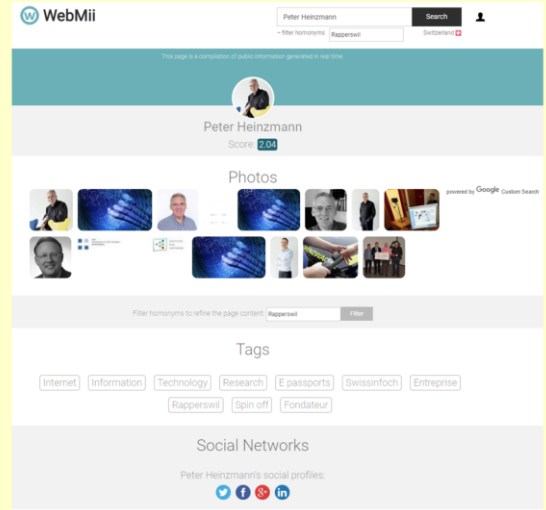 WebMii
Peter Heinzmann
Search
~ filter homonyms
Rapperswil
Switzerland
This page is a compilation of public information generated in real time
Peter Heinzmann
Score: 2.04
Photos
powered by Google Custom Search
Filter homonyms to refine the page content:
Rapperswil
Filter
Tags
Internet
Information
Technology
Research
E passports
Swissinfoch
Entreprise
Rapperswil
Spin off
Fondateur
Social Networks
Peter Heinzmann's social profiles: